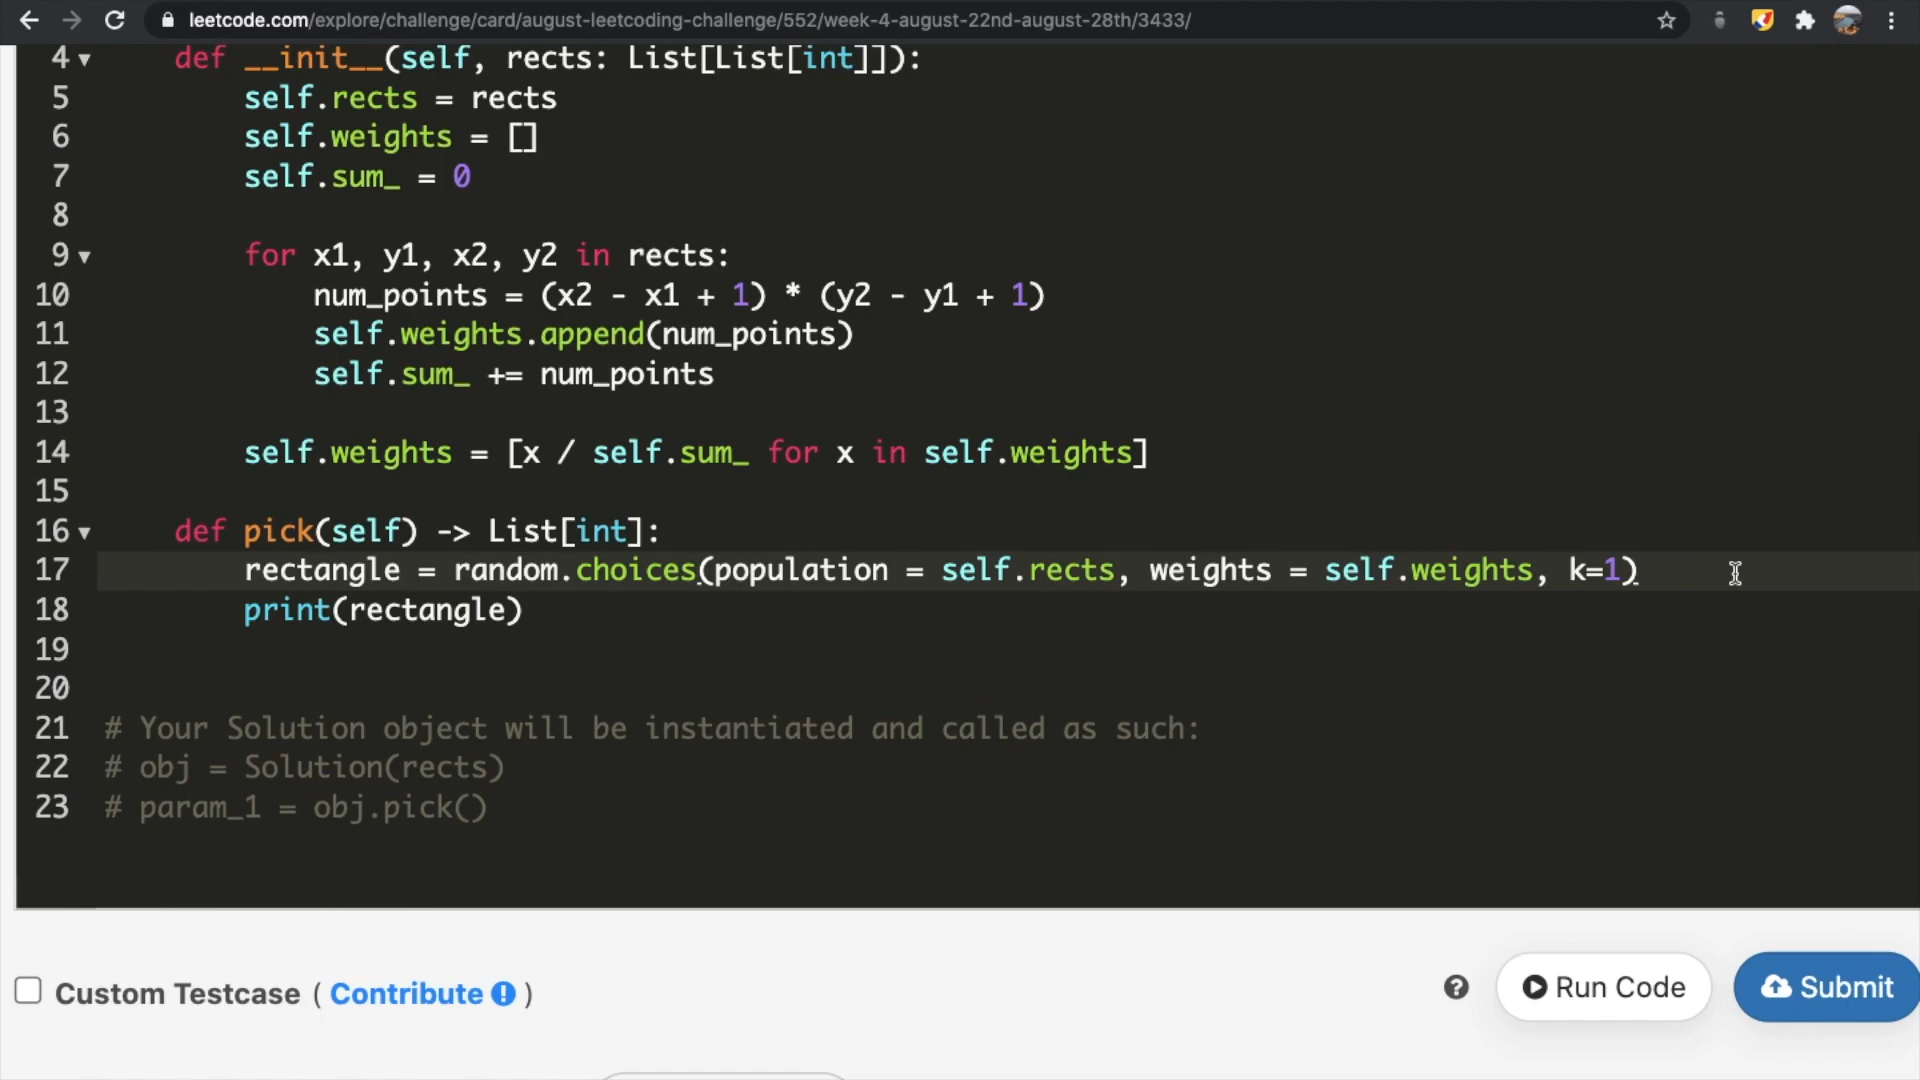 leetcode.com/explore/challenge/card/august-leetcoding-challenge/552/week-4-august-22nd-august-28th/3433/
4 def __init__(self, rects: List[List[int]]):
5 self.rects = rects
6 self.weights = []
7 self.sum_ = 0
8
9 for x1, y1, x2, y2 in rects:
10 num_points = (x2 - x1 + 1) * (y2 - y1 + 1)
11 self.weights.append(num_points)
12 self.sum_ += num_points
13
14 self.weights = [x / self.sum_ for x in self.weights]
15
16 def pick(self) -> List[int]:
17 rectangle = random.choices(population = self.rects, weights = self.weights, k=1)
18 print(rectangle)
19
20
21 # Your Solution object will be instantiated and called as such:
22 # obj = Solution(rects)
23 # param_1 = obj.pick()
Custom Testcase ( Contribute ! )
? Run Code Submit